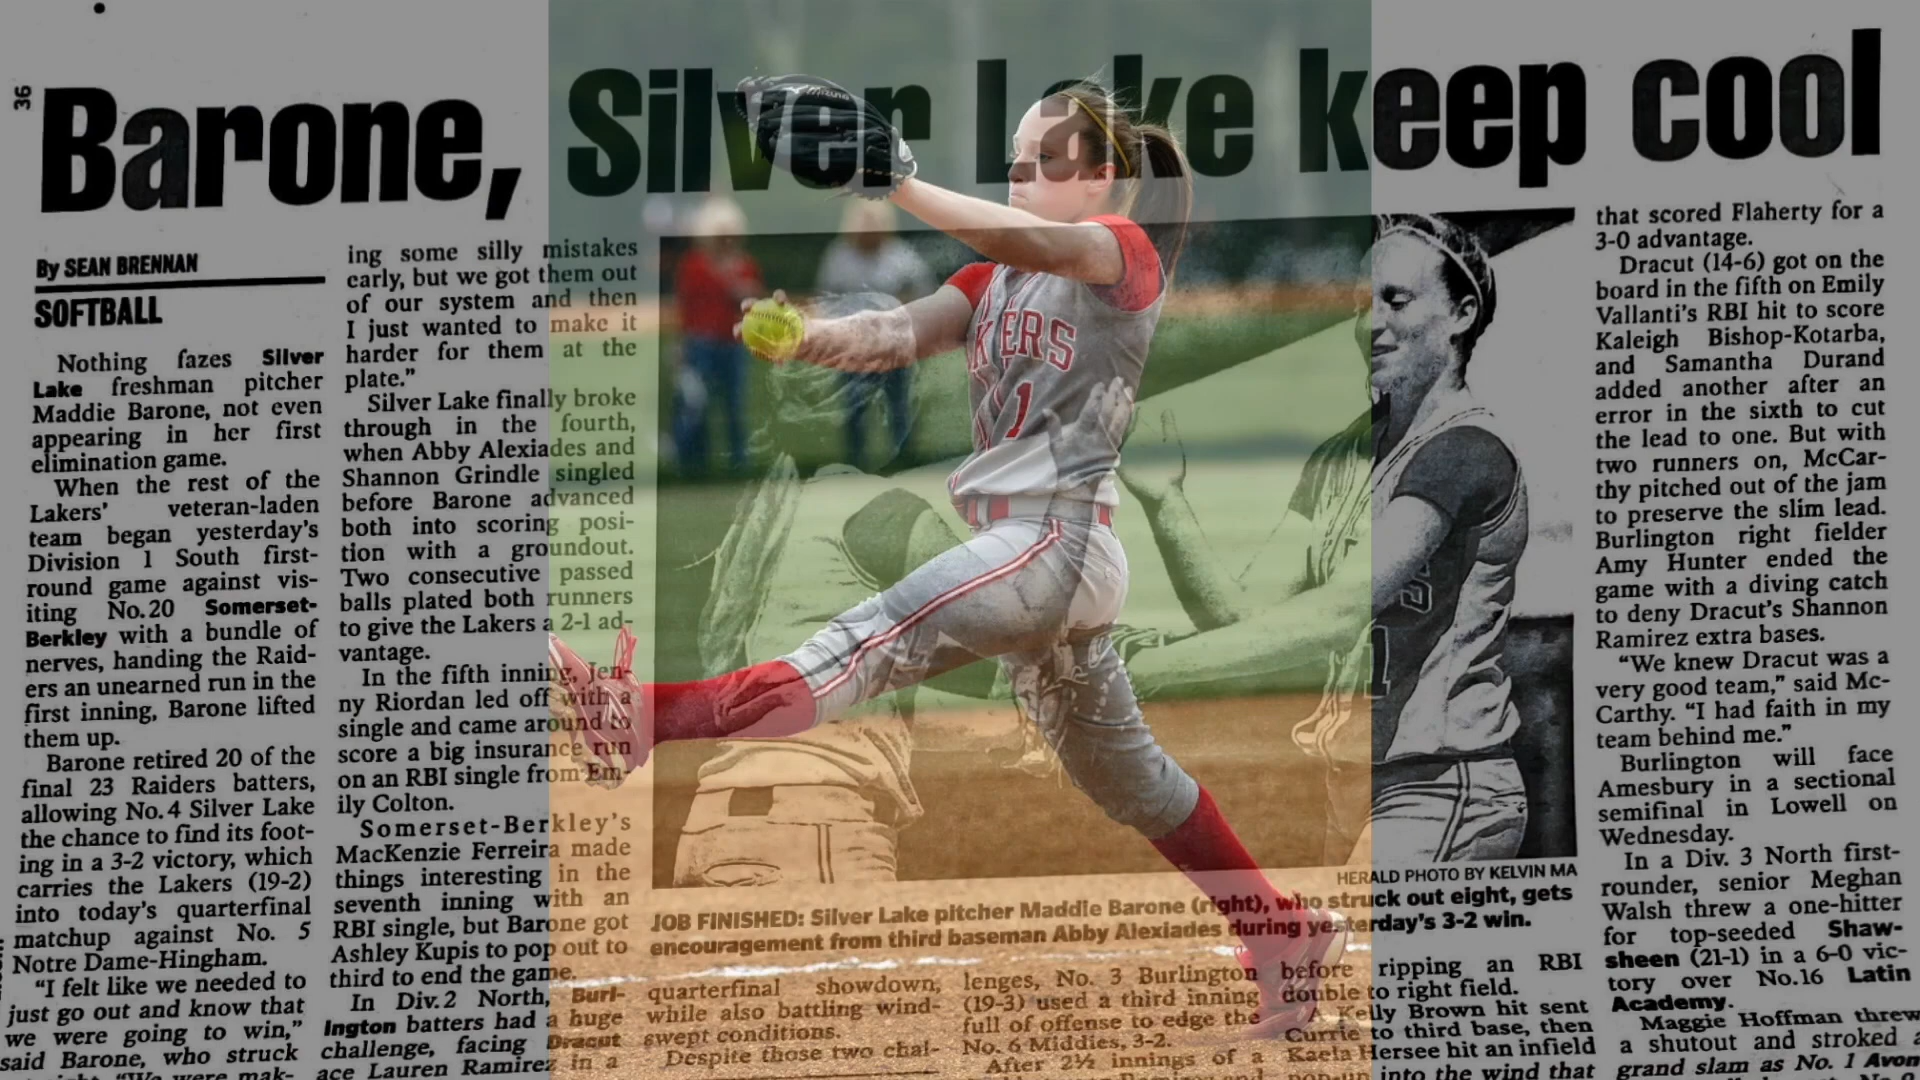 36
Barone, Silver Lake keep cool
By SEAN BRENNAN
SOFTBALL
Nothing fazes Silver
Lake freshman pitcher
Maddie Barone, not even
appearing in her first
elimination game.
When the rest of the
Lakers' veteran-laden
team began yesterday's
Division 1 South first-
round game against vis-
iting No.20 Somerset-
Berkley with a bundle of
nerves, handing the Raid-
ers an unearned run in the
first inning, Barone lifted
them up.
Barone retired 20 of the
final 23 Raiders batters,
allowing No.4 Silver Lake
the chance to find its foot-
ing in a 3-2 victory, which
carries the Lakers (19-2)
into today's quarterfinal
matchup against No. 5
Notre Dame-Hingham.
"I felt like we needed to
just go out and know that
we were going to win,"
said Barone, who struck
"We were mak-
ing some silly mistakes
early, but we got them out
of our system and then
I just wanted to make it
harder for them at the
plate."
Silver Lake finally broke
through in the fourth,
when Abby Alexiades and
Shannon Grindle singled
before Barone advanced
both into scoring posi-
tion with a groundout.
Two consecutive passed
balls plated both runners
to give the Lakers a 2-1 ad-
vantage.
In the fifth inning, Jen-
ny Riordan led off with a
single and came around to
score a big insurance run
on an RBI single from Em-
ily Colton.
Somerset-Berkley's
MacKenzie Ferreira made
things interesting in the
seventh inning with an
RBI single, but Barone got
Ashley Kupis to pop out to
third to end the game.
In Div.2 North, Burl-
ington batters had a huge
challenge, facing Dracut
ace Lauren Ramirez in a
Mizuno
KERS
1
HERALD PHOTO BY KELVIN MA
JOB FINISHED: Silver Lake pitcher Maddie Barone (right), who struck out eight, gets
encouragement from third baseman Abby Alexiades during yesterday's 3-2 win.
quarterfinal showdown,
while also battling wind-
swept conditions.
Despite those two chal-
lenges, No. 3 Burlington
(19-3) used a third inning
full of offense to edge the
No. 6 Middies, 3-2.
After 2½ innings of a
before ripping an RBI
double to right field.
A Kelly Brown hit sent
Currie to third base, then
Kaela Hersee hit an infield
pop-up into the wind that
that scored Flaherty for a
3-0 advantage.
Dracut (14-6) got on the
board in the fifth on Emily
Vallanti's RBI hit to score
Kaleigh Bishop-Kotarba,
and Samantha Durand
added another after an
error in the sixth to cut
the lead to one. But with
two runners on, McCar-
thy pitched out of the jam
to preserve the slim lead.
Burlington right fielder
Amy Hunter ended the
game with a diving catch
to deny Dracut's Shannon
Ramirez extra bases.
"We knew Dracut was a
very good team," said Mc-
Carthy. "I had faith in my
team behind me."
Burlington will face
Amesbury in a sectional
semifinal in Lowell on
Wednesday.
In a Div. 3 North first-
rounder, senior Meghan
Walsh threw a one-hitter
for top-seeded Shaw-
sheen (21-1) in a 6-0 vic-
tory over No.16 Latin
Academy.
Maggie Hoffman threw
a shutout and stroked a
grand slam as No. 1 Avon